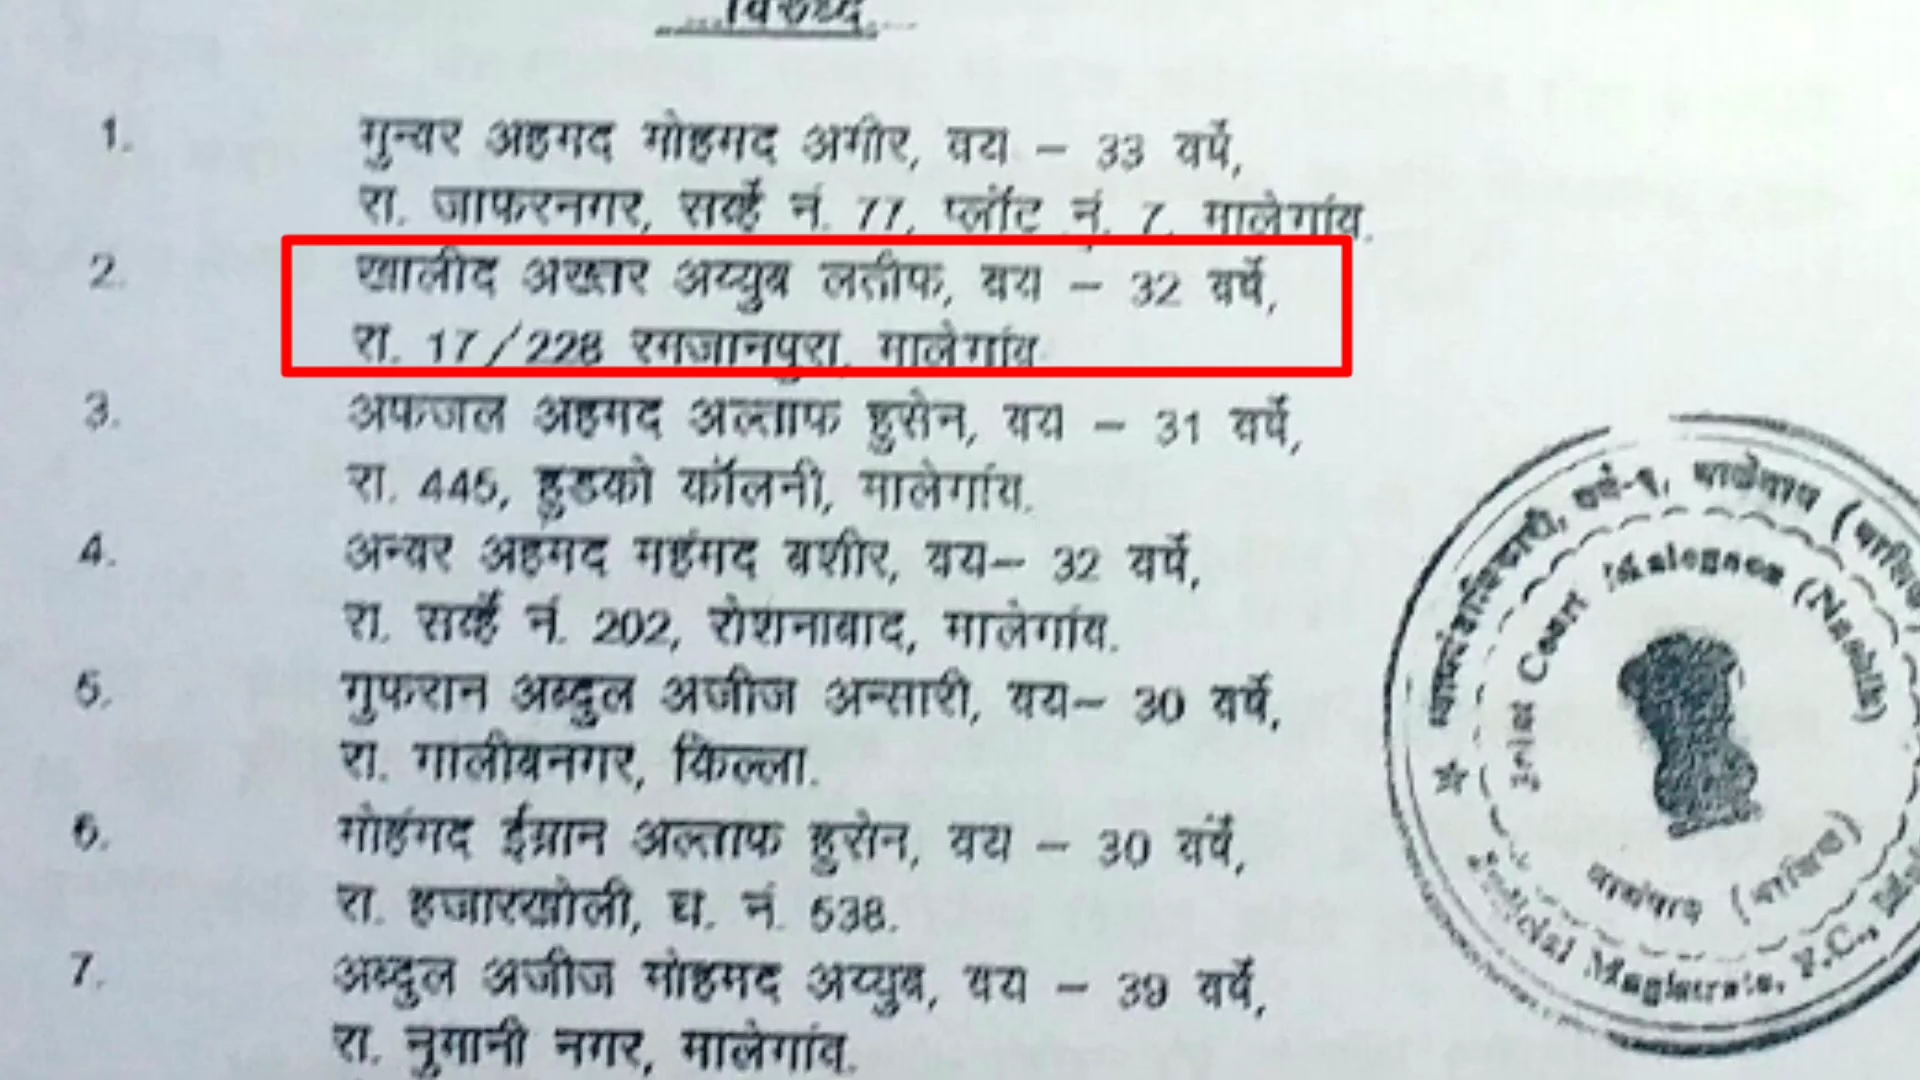 विरुध्द
1. गुन्वर अहमद मोहमद अमीर, वय – 33 वर्षे,
रा. जाफरनगर, सर्व्हे नं. 77, प्लॉट नं. 7, मालेगांव.
2. खालीद अख्तर अय्युब लतीफ, वय – 32 वर्षे,
रा. 17/228 रमजानपुरा, मालेगांव.
3. अफजल अहमद अल्ताफ हुसेन, वय – 31 वर्षे,
रा. 445, हुडको कॉलनी, मालेगांव.
4. अन्वर अहमद महंमद बशीर, वय– 32 वर्षे,
रा. सर्व्हे नं. 202, रोशनाबाद, मालेगांव.
5. गुफरान अब्दुल अजीज अन्सारी, वय– 30 वर्षे,
रा. गालीबनगर, किल्ला.
6. मोहंमद ईम्रान अल्ताफ हुसेन, वय – 30 वर्षे,
रा. हजारखोली, घ. नं. 538.
7. अब्दुल अजीज मोहमद अय्युब, वय – 39 वर्षे,
रा. नुमानी नगर, मालेगांव.
Court Malegaon (Nashik)
Judicial Magistrate, F.C.,